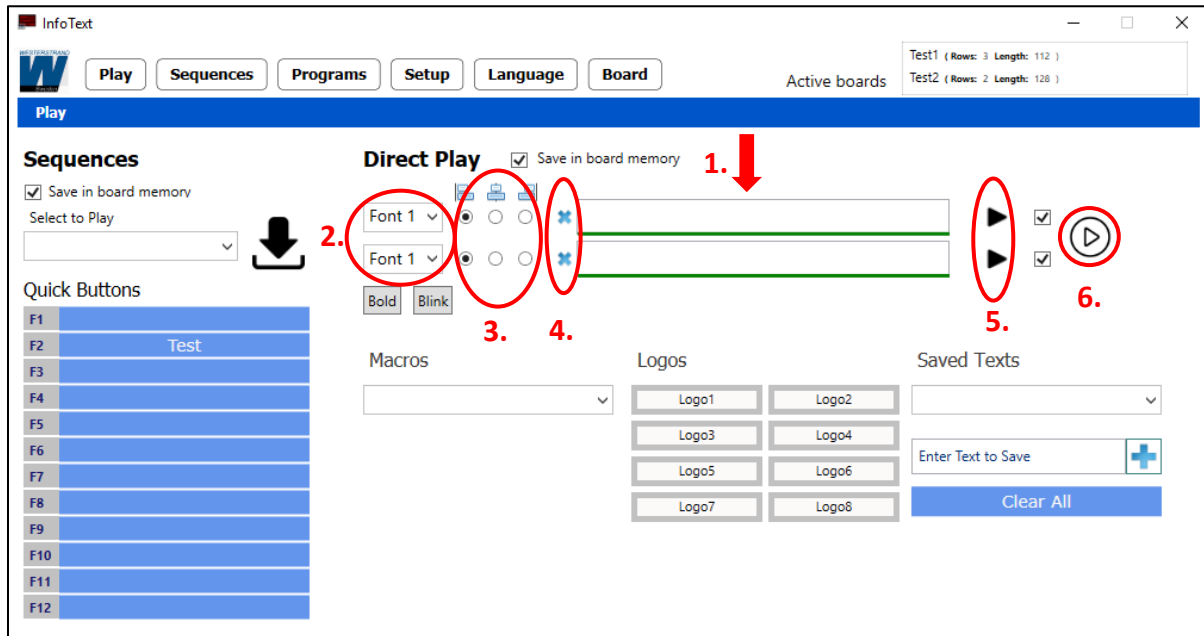 InfoText
WESTERSTRAND
Play Sequences Programs Setup Language Board
Active boards
Test1 ( Rows: 3 Length: 112 )
Test2 ( Rows: 2 Length: 128 )
Play
Sequences
Save in board memory
Select to Play
Quick Buttons
F1
F2 Test
F3
F4
F5
F6
F7
F8
F9
F10
F11
F12
Direct Play Save in board memory
1.
2. Font 1
Font 1
Bold Blink
3. 4. 5. 6.
Macros
Logos
Logo1 Logo2
Logo3 Logo4
Logo5 Logo6
Logo7 Logo8
Saved Texts
Enter Text to Save
Clear All